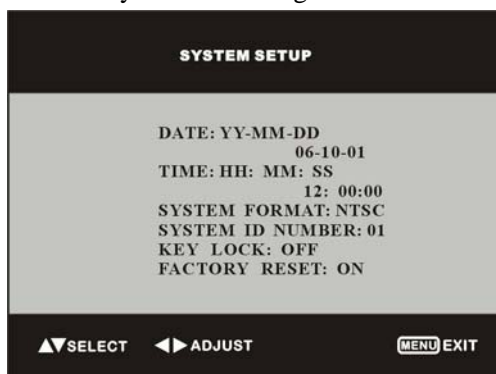 SYSTEM SETUP
DATE: YY-MM-DD
06-10-01
TIME: HH: MM: SS
12: 00:00
SYSTEM FORMAT: NTSC
SYSTEM ID NUMBER: 01
KEY LOCK: OFF
FACTORY RESET: ON
▲▼SELECT ◀▶ADJUST MENU EXIT